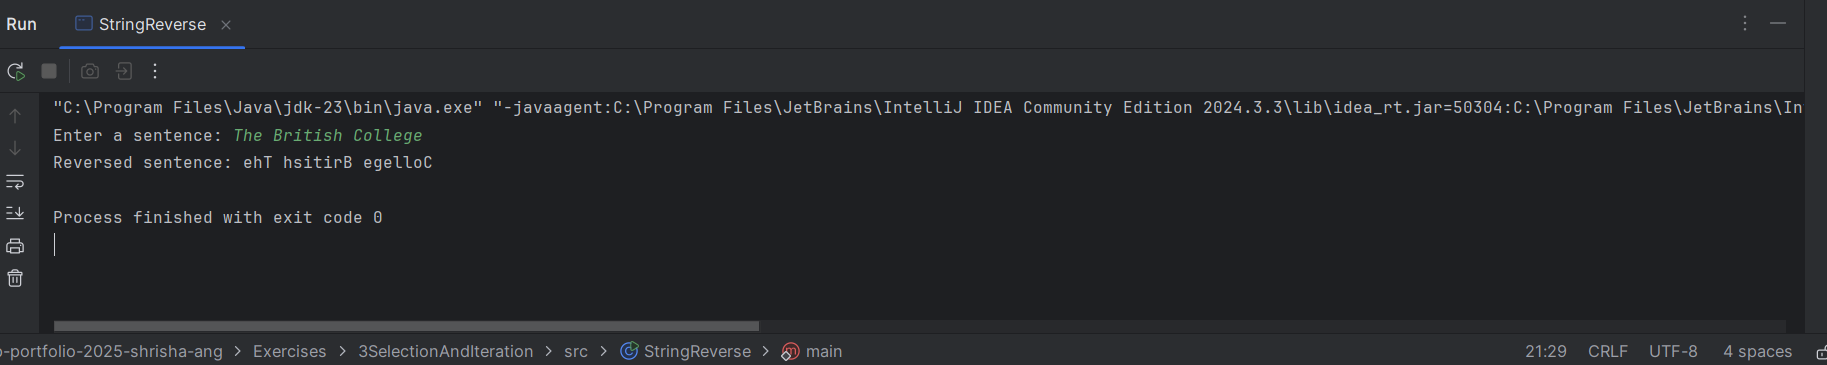 Run StringReverse
"C:\Program Files\Java\jdk-23\bin\java.exe" "-javaagent:C:\Program Files\JetBrains\IntelliJ IDEA Community Edition 2024.3.3\lib\idea_rt.jar=50304:C:\Program Files\JetBrains\In
Enter a sentence: The British College
Reversed sentence: ehT hsitirB egelloC
Process finished with exit code 0
-portfolio-2025-shrisha-ang > Exercises > 3SelectionAndIteration > src > StringReverse > main 21:29 CRLF UTF-8 4 spaces